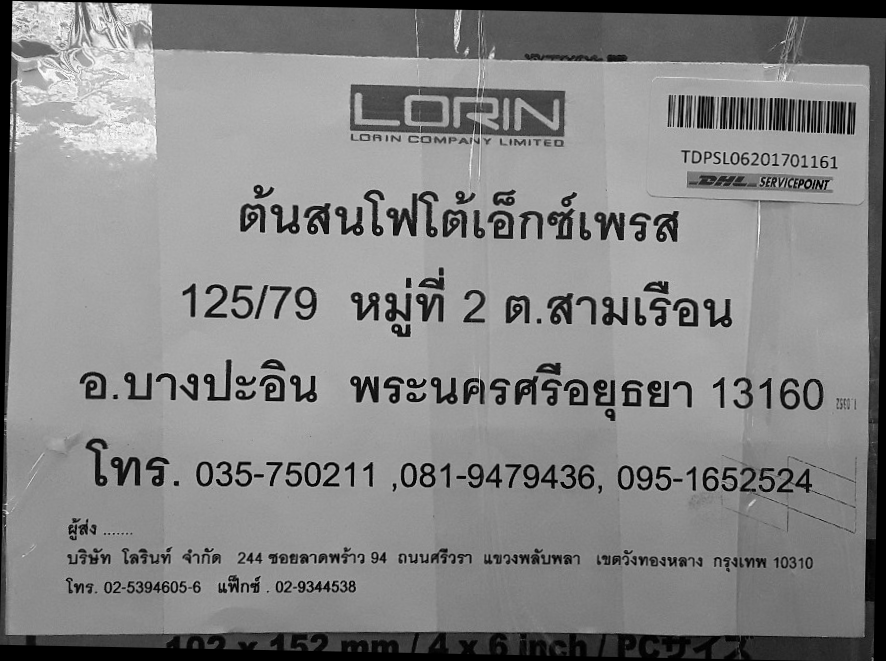 LORIN
LORIN COMPANY LIMITED
TDPSL06201701161
DHL SERVICEPOINT
ต้นสนโฟโต้เอ็กซ์เพรส
125/79 หมู่ที่ 2 ต.สามเรือน
อ.บางปะอิน พระนครศรีอยุธยา 13160
โทร. 035-750211 ,081-9479436, 095-1652524
ผู้ส่ง .......
บริษัท โลรินท์ จำกัด 244 ซอยลาดพร้าว 94 ถนนศรีวรา แขวงพลับพลา เขตวังทองหลาง กรุงเทพ 10310
โทร. 02-5394605-6 แฟ็กซ์ . 02-9344538
102 x 152 mm / 4 x 6 inch / PCサイズ